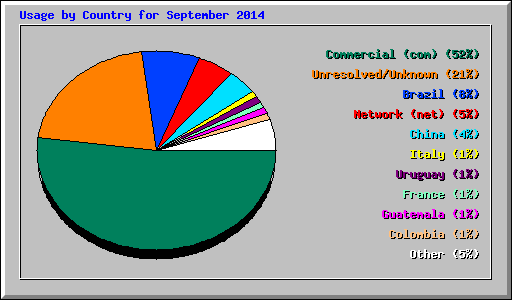 Usage by Country for September 2014
Commercial (com) (52%)
Unresolved/Unknown (21%)
Brazil (8%)
Network (net) (5%)
China (4%)
Italy (1%)
Uruguay (1%)
France (1%)
Guatemala (1%)
Colombia (1%)
Other (5%)